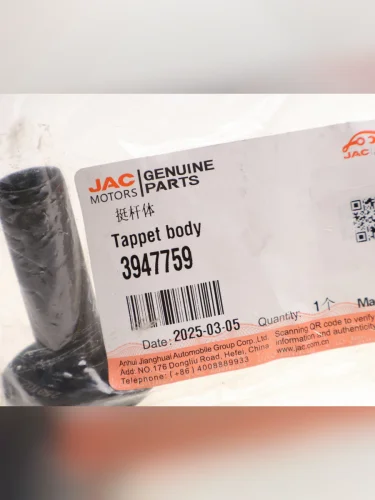 JAC MOTORS | GENUINE PARTS
JAC
挺杆体
Tappet body
3947759
Date: 2025-03-05
Quantity: 1个
Anhui Jianghuai Automobile Group Corp.,Ltd.
Add:NO 176 Dongliu Road, Hefei, China
Telephone: (+86) 4008889933
Scanning QR code to verify
information and authenticity
www.jac.com.cn